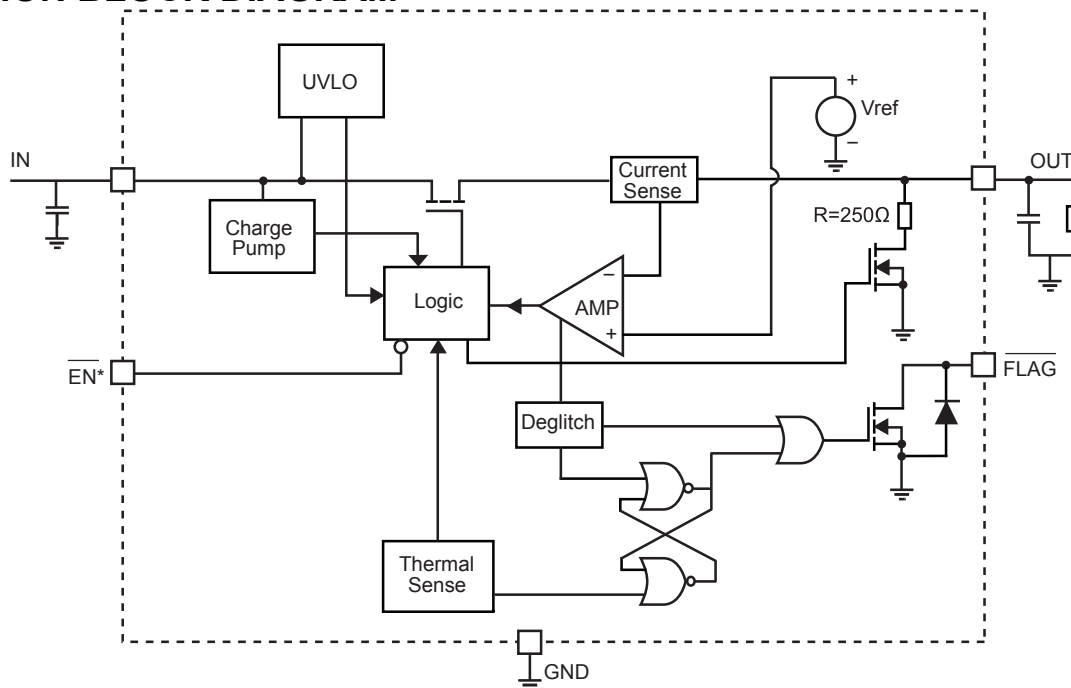 UVLO
+
Vref
−
IN
Current
Sense
OUT
R=250Ω
Charge
Pump
Logic
−
AMP
+
EN*
FLAG
Deglitch
Thermal
Sense
GND